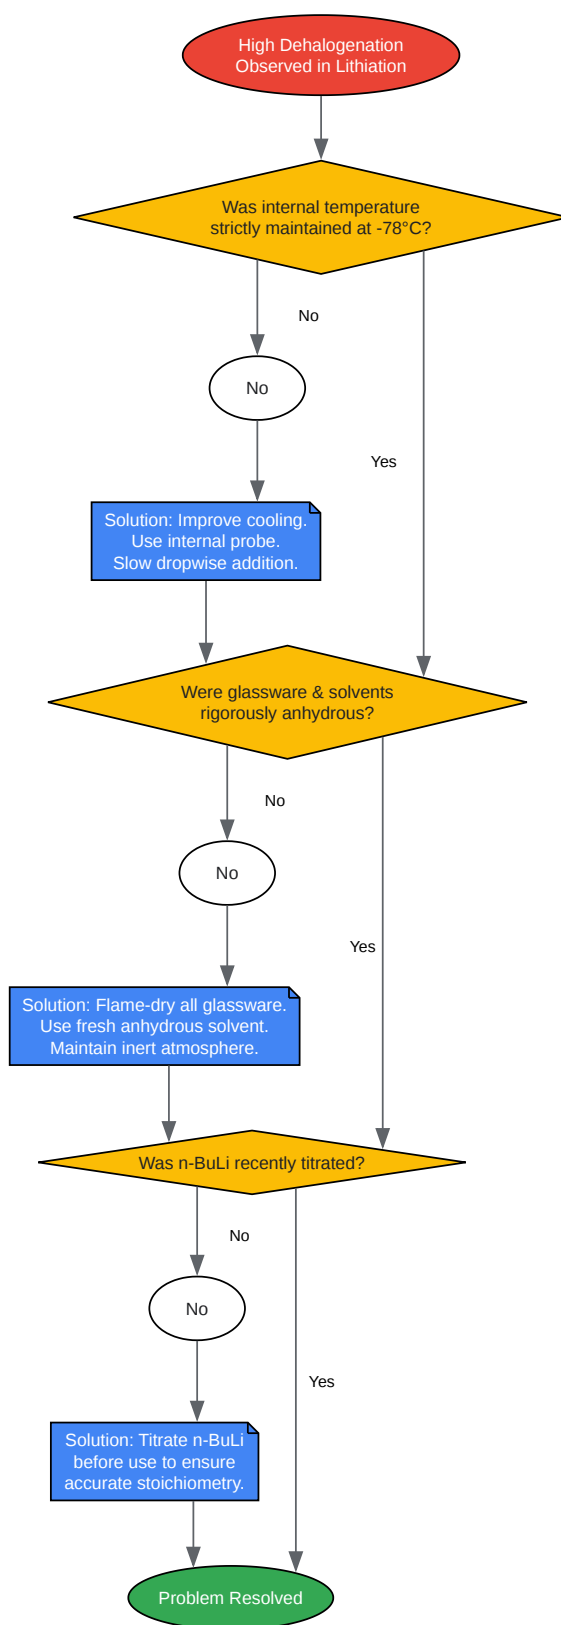 High Dehalogenation
Observed in Lithiation
Was internal temperature
strictly maintained at -78°C?
No
No
Yes
Solution: Improve cooling.
Use internal probe.
Slow dropwise addition.
Were glassware & solvents
rigorously anhydrous?
No
No
Yes
Solution: Flame-dry all glassware.
Use fresh anhydrous solvent.
Maintain inert atmosphere.
Was n-BuLi recently titrated?
No
No
Yes
Solution: Titrate n-BuLi
before use to ensure
accurate stoichiometry.
Problem Resolved